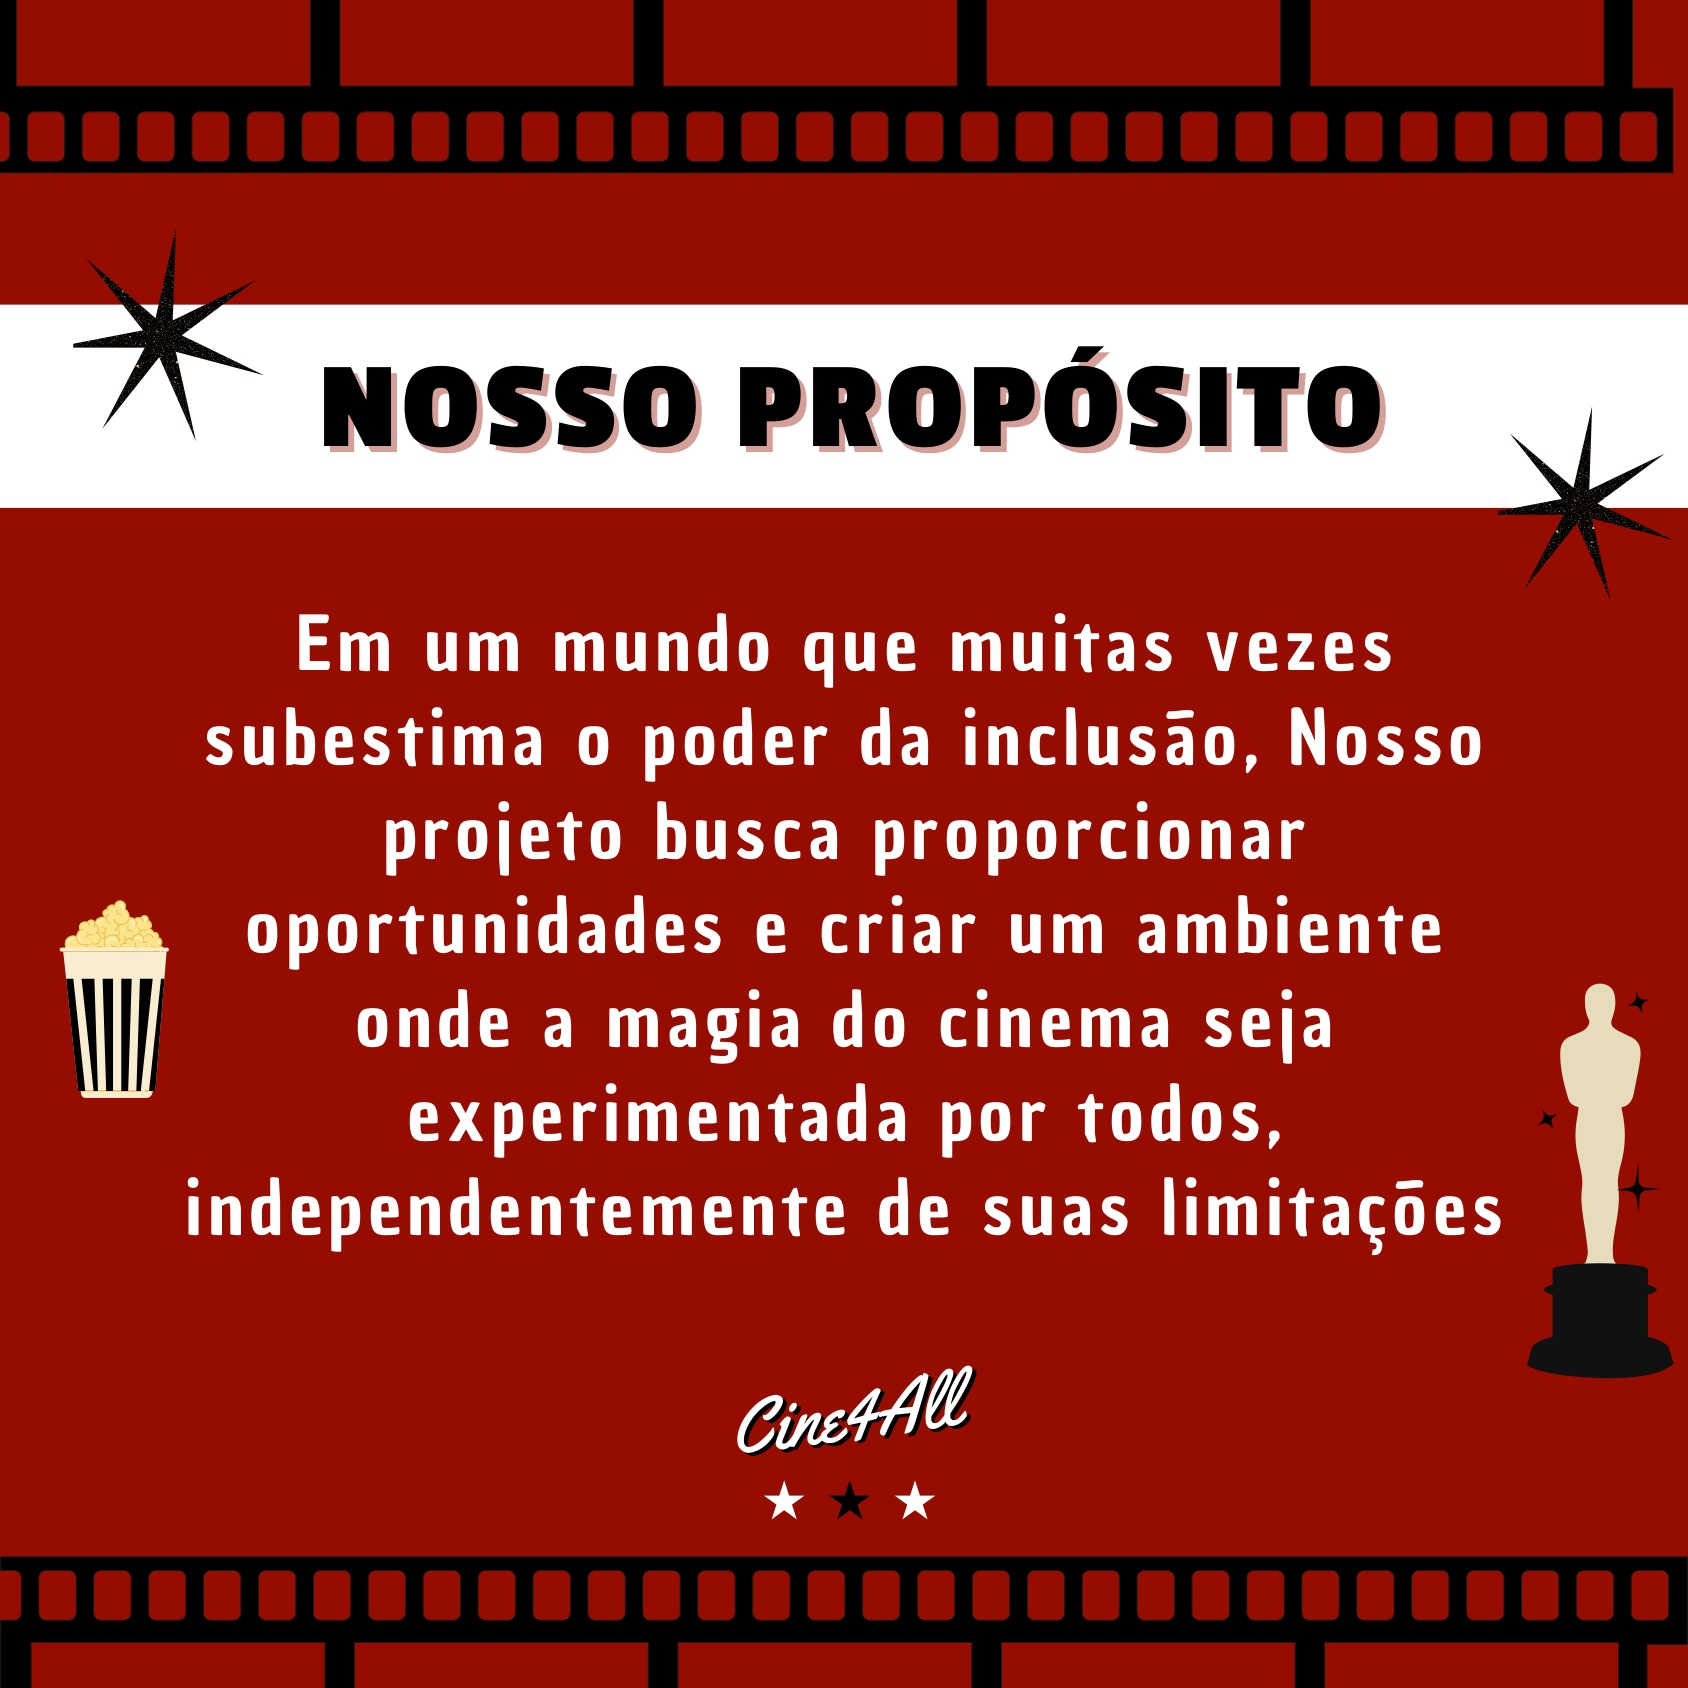 NOSSO PROPÓSITO
Em um mundo que muitas vezes
subestima o poder da inclusão, Nosso
projeto busca proporcionar
oportunidades e criar um ambiente
onde a magia do cinema seja
experimentada por todos,
independentemente de suas limitações
Cine4All